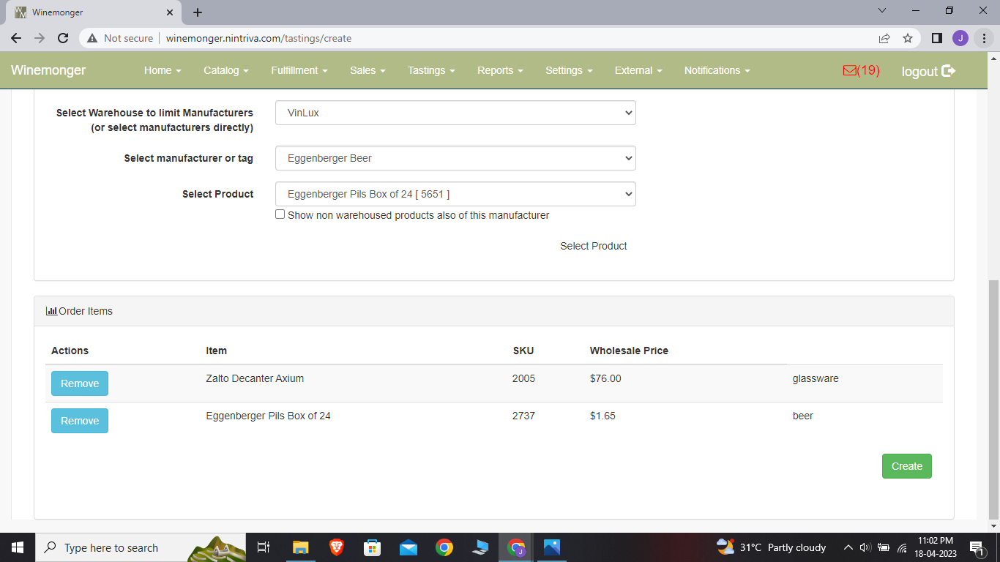 Winemonger
Not secure winemonger.nintriva.com/tastings/create
J
Winemonger Home Catalog Fulfillment Sales Tastings Reports Settings External Notifications (19) logout
Select Warehouse to limit Manufacturers
(or select manufacturers directly)
VinLux
Select manufacturer or tag
Eggenberger Beer
Select Product
Eggenberger Pils Box of 24 [ 5651 ]
Show non warehoused products also of this manufacturer
Select Product
Order Items
Actions Item SKU Wholesale Price
Remove Zalto Decanter Axium 2005 $76.00 glassware
Remove Eggenberger Pils Box of 24 2737 $1.65 beer
Create
Type here to search
J
31°C Partly cloudy
11:02 PM
18-04-2023
1